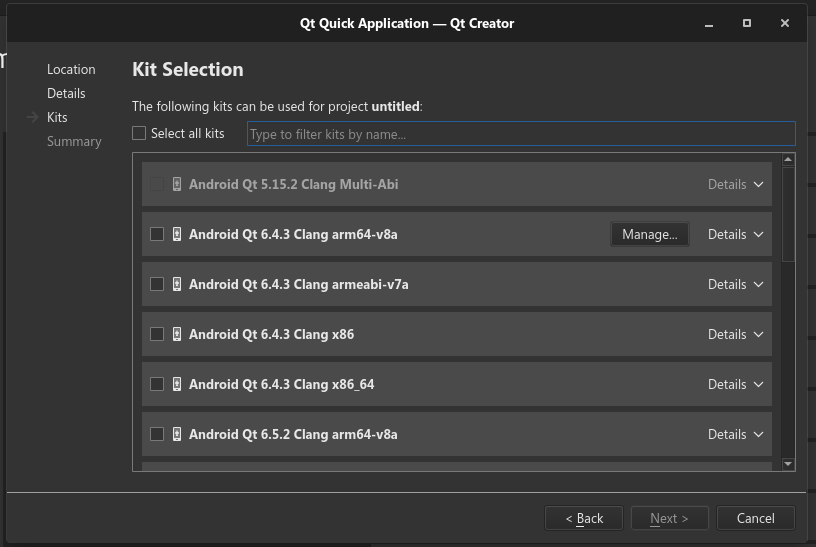 Qt Quick Application — Qt Creator
Location
Details
Kits
Summary
Kit Selection
The following kits can be used for project untitled:
Select all kits
Type to filter kits by name...
Android Qt 5.15.2 Clang Multi-Abi Details
Android Qt 6.4.3 Clang arm64-v8a Manage... Details
Android Qt 6.4.3 Clang armeabi-v7a Details
Android Qt 6.4.3 Clang x86 Details
Android Qt 6.4.3 Clang x86_64 Details
Android Qt 6.5.2 Clang arm64-v8a Details
< Back Next > Cancel